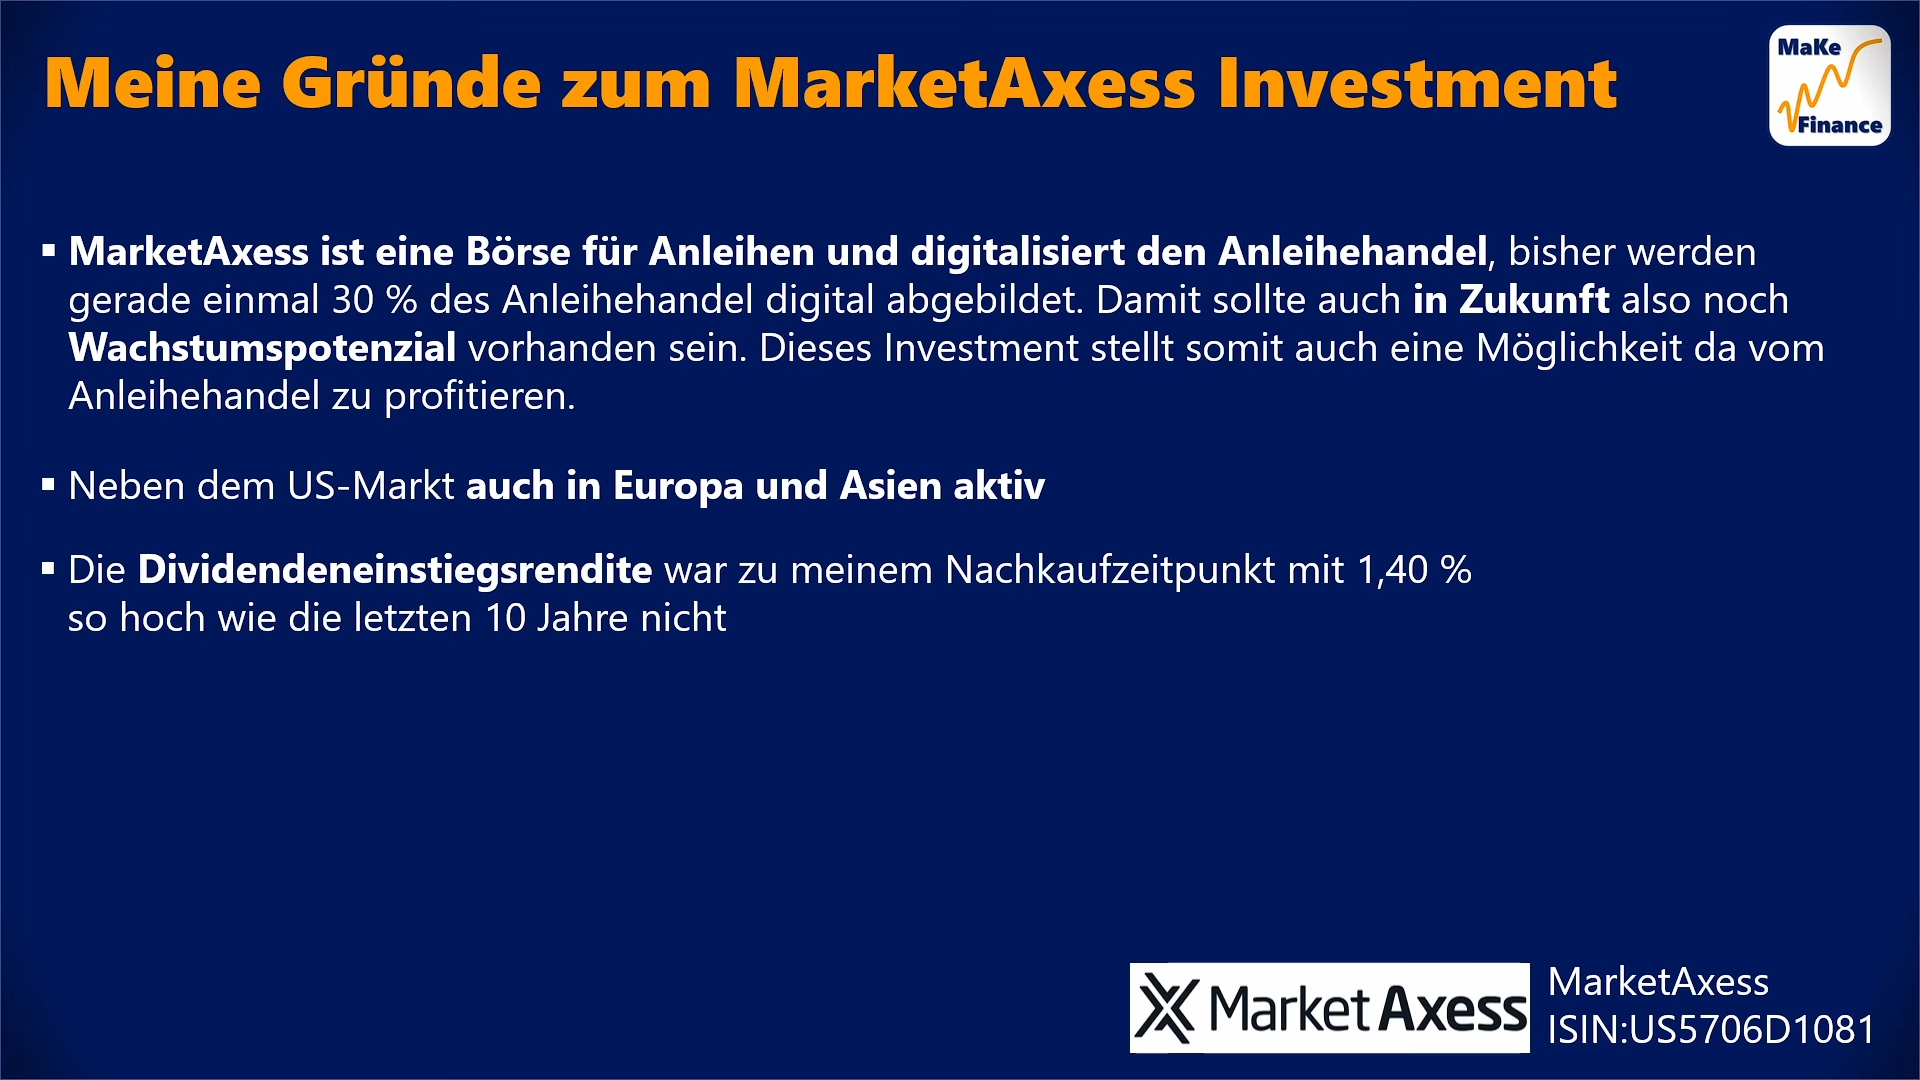 Meine Gründe zum MarketAxess Investment
MaKe
Finance
▪ MarketAxess ist eine Börse für Anleihen und digitalisiert den Anleihehandel, bisher werden
gerade einmal 30 % des Anleihehandel digital abgebildet. Damit sollte auch in Zukunft also noch
Wachstumspotenzial vorhanden sein. Dieses Investment stellt somit auch eine Möglichkeit da vom
Anleihehandel zu profitieren.
▪ Neben dem US-Markt auch in Europa und Asien aktiv
▪ Die Dividendeneinstiegsrendite war zu meinem Nachkaufzeitpunkt mit 1,40 %
so hoch wie die letzten 10 Jahre nicht
MarketAxess
MarketAxess
ISIN:US5706D1081